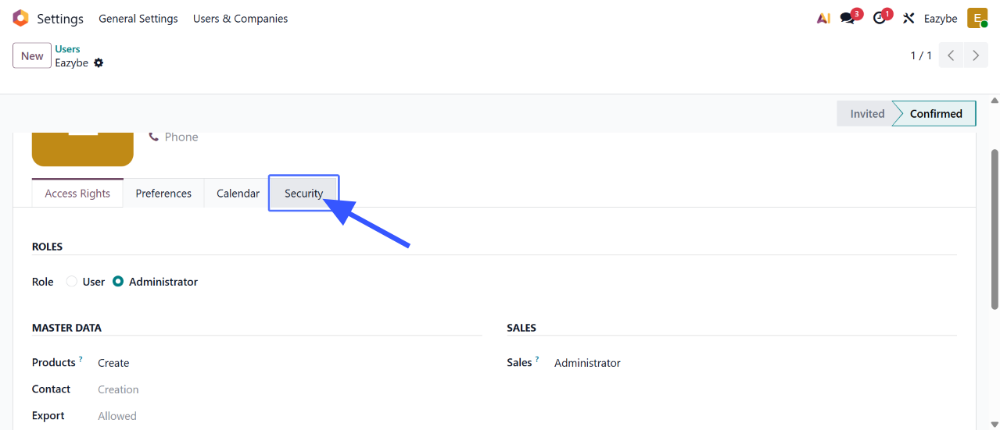 Settings General Settings Users & Companies AI 3 1 Eazybe E
New Users
Eazybe 1 / 1
Invited Confirmed
Phone
Access Rights Preferences Calendar Security
ROLES
Role User Administrator
MASTER DATA SALES
Products ? Create Sales ? Administrator
Contact Creation
Export Allowed